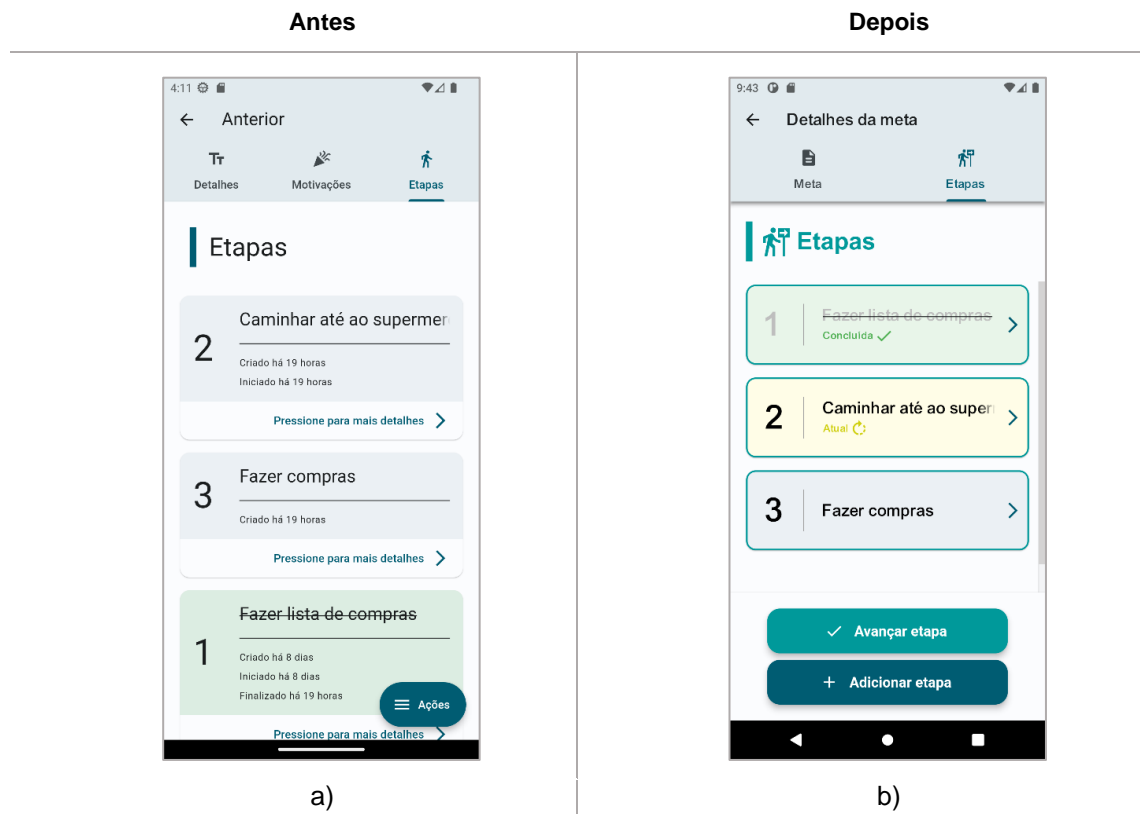 Antes
Depois
4:11
Anterior
Detalhes
Motivações
Etapas
Etapas
2
Caminhar até ao supermer
Criado há 19 horas
Iniciado há 19 horas
Pressione para mais detalhes
3
Fazer compras
Criado há 19 horas
Pressione para mais detalhes
1
Fazer lista de compras
Criado há 8 dias
Iniciado há 8 dias
Finalizado há 19 horas
Ações
Pressione para mais detalhes
a)
9:43
Detalhes da meta
Meta
Etapas
Etapas
1
Fazer lista de compras
Concluida
2
Caminhar até ao super
Atual
3
Fazer compras
Avançar etapa
+ Adicionar etapa
b)